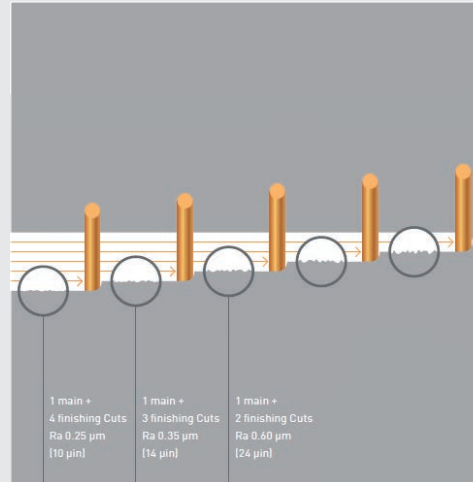 1 main +
4 finishing Cuts
Ra 0.25 µm
(10 µin)
1 main +
3 finishing Cuts
Ra 0.35 µm
(14 µin)
1 main +
2 finishing Cuts
Ra 0.60 µm
(24 µin)